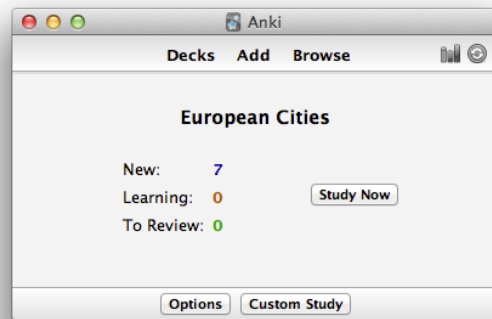 Anki
Decks Add Browse
European Cities
New: 7
Learning: 0
Study Now
To Review: 0
Options Custom Study